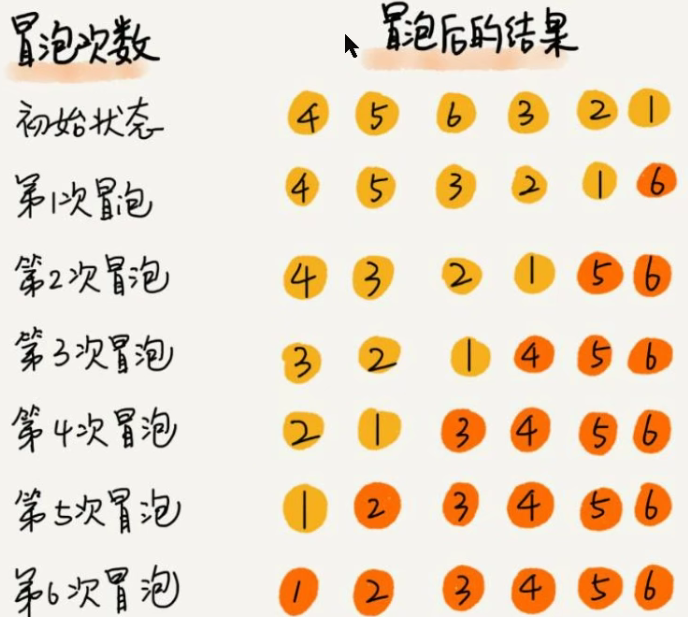 冒泡次数 冒泡后的结果
初始状态 4 5 6 3 2 1
第1次冒泡 4 5 3 2 1 6
第2次冒泡 4 3 2 1 5 6
第3次冒泡 3 2 1 4 5 6
第4次冒泡 2 1 3 4 5 6
第5次冒泡 1 2 3 4 5 6
第6次冒泡 1 2 3 4 5 6